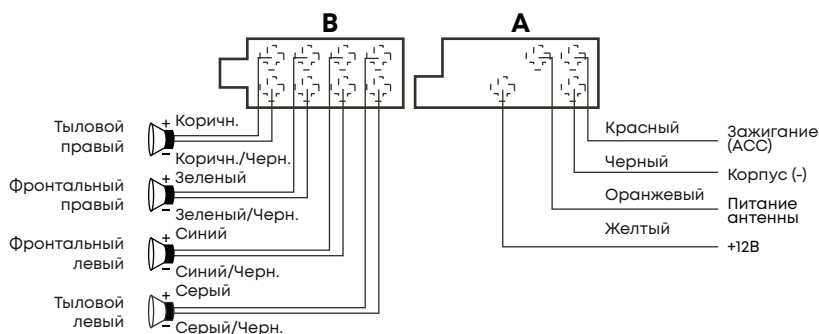 B
A
Тыловой
правый
+ Коричн.
− Коричн./Черн.
Фронтальный
правый
+ Зеленый
− Зеленый/Черн.
Фронтальный
левый
+ Синий
− Синий/Черн.
Тыловой
левый
+ Серый
− Серый/Черн.
Красный
Зажигание
(ACC)
Черный
Корпус (-)
Оранжевый
Питание
антенны
Желтый
+12В